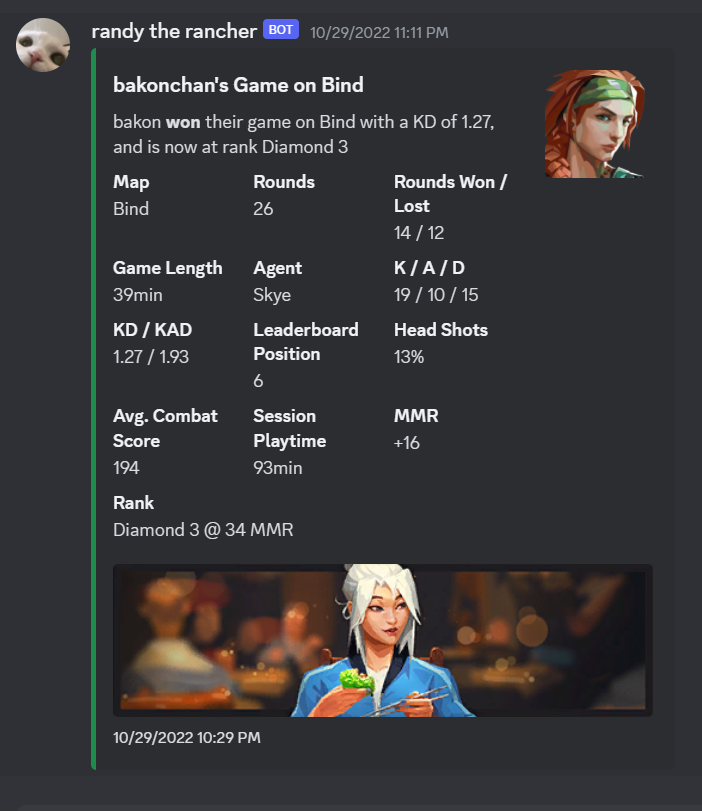 randy the rancher BOT 10/29/2022 11:11 PM
bakonchan's Game on Bind
bakon won their game on Bind with a KD of 1.27,
and is now at rank Diamond 3
Map
Bind
Rounds
26
Rounds Won /
Lost
14 / 12
Game Length
39min
Agent
Skye
K / A / D
19 / 10 / 15
KD / KAD
1.27 / 1.93
Leaderboard
Position
6
Head Shots
13%
Avg. Combat
Score
194
Session
Playtime
93min
MMR
+16
Rank
Diamond 3 @ 34 MMR
10/29/2022 10:29 PM